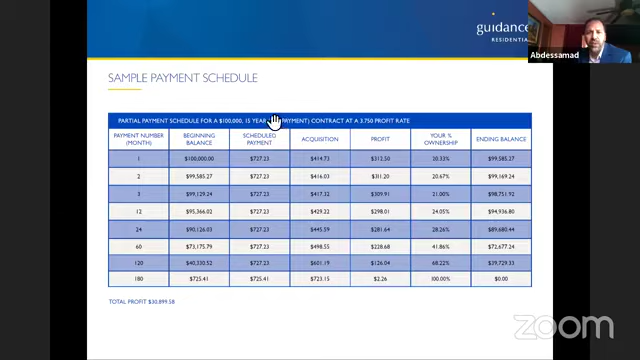 guidance
RESIDENTIAL
Abdessamad
SAMPLE PAYMENT SCHEDULE
PARTIAL PAYMENT SCHEDULE FOR A $100,000, 15 YEAR PAYMENT) CONTRACT AT A 3.750 PROFIT RATE
PAYMENT NUMBER (MONTH) BEGINNING BALANCE SCHEDULED PAYMENT ACQUISITION PROFIT YOUR % OWNERSHIP ENDING BALANCE
1 $100,000.00 $727.23 $414.73 $312.50 20.33% $99,585.27
2 $99,585.27 $727.23 $416.03 $311.20 20.67% $99,169.24
3 $99,129.24 $727.23 $417.32 $309.91 21.00% $98,751.92
12 $95,366.02 $727.23 $429.22 $298.01 24.05% $94,936.80
24 $90,126.03 $727.23 $445.59 $281.64 28.26% $89,680.44
60 $73,175.79 $727.23 $498.55 $228.68 41.86% $72,677.24
120 $40,330.52 $727.23 $601.19 $126.04 68.22% $39,729.33
180 $725.41 $725.41 $723.15 $2.26 100.00% $0.00
TOTAL PROFIT $30,899.58
zoom